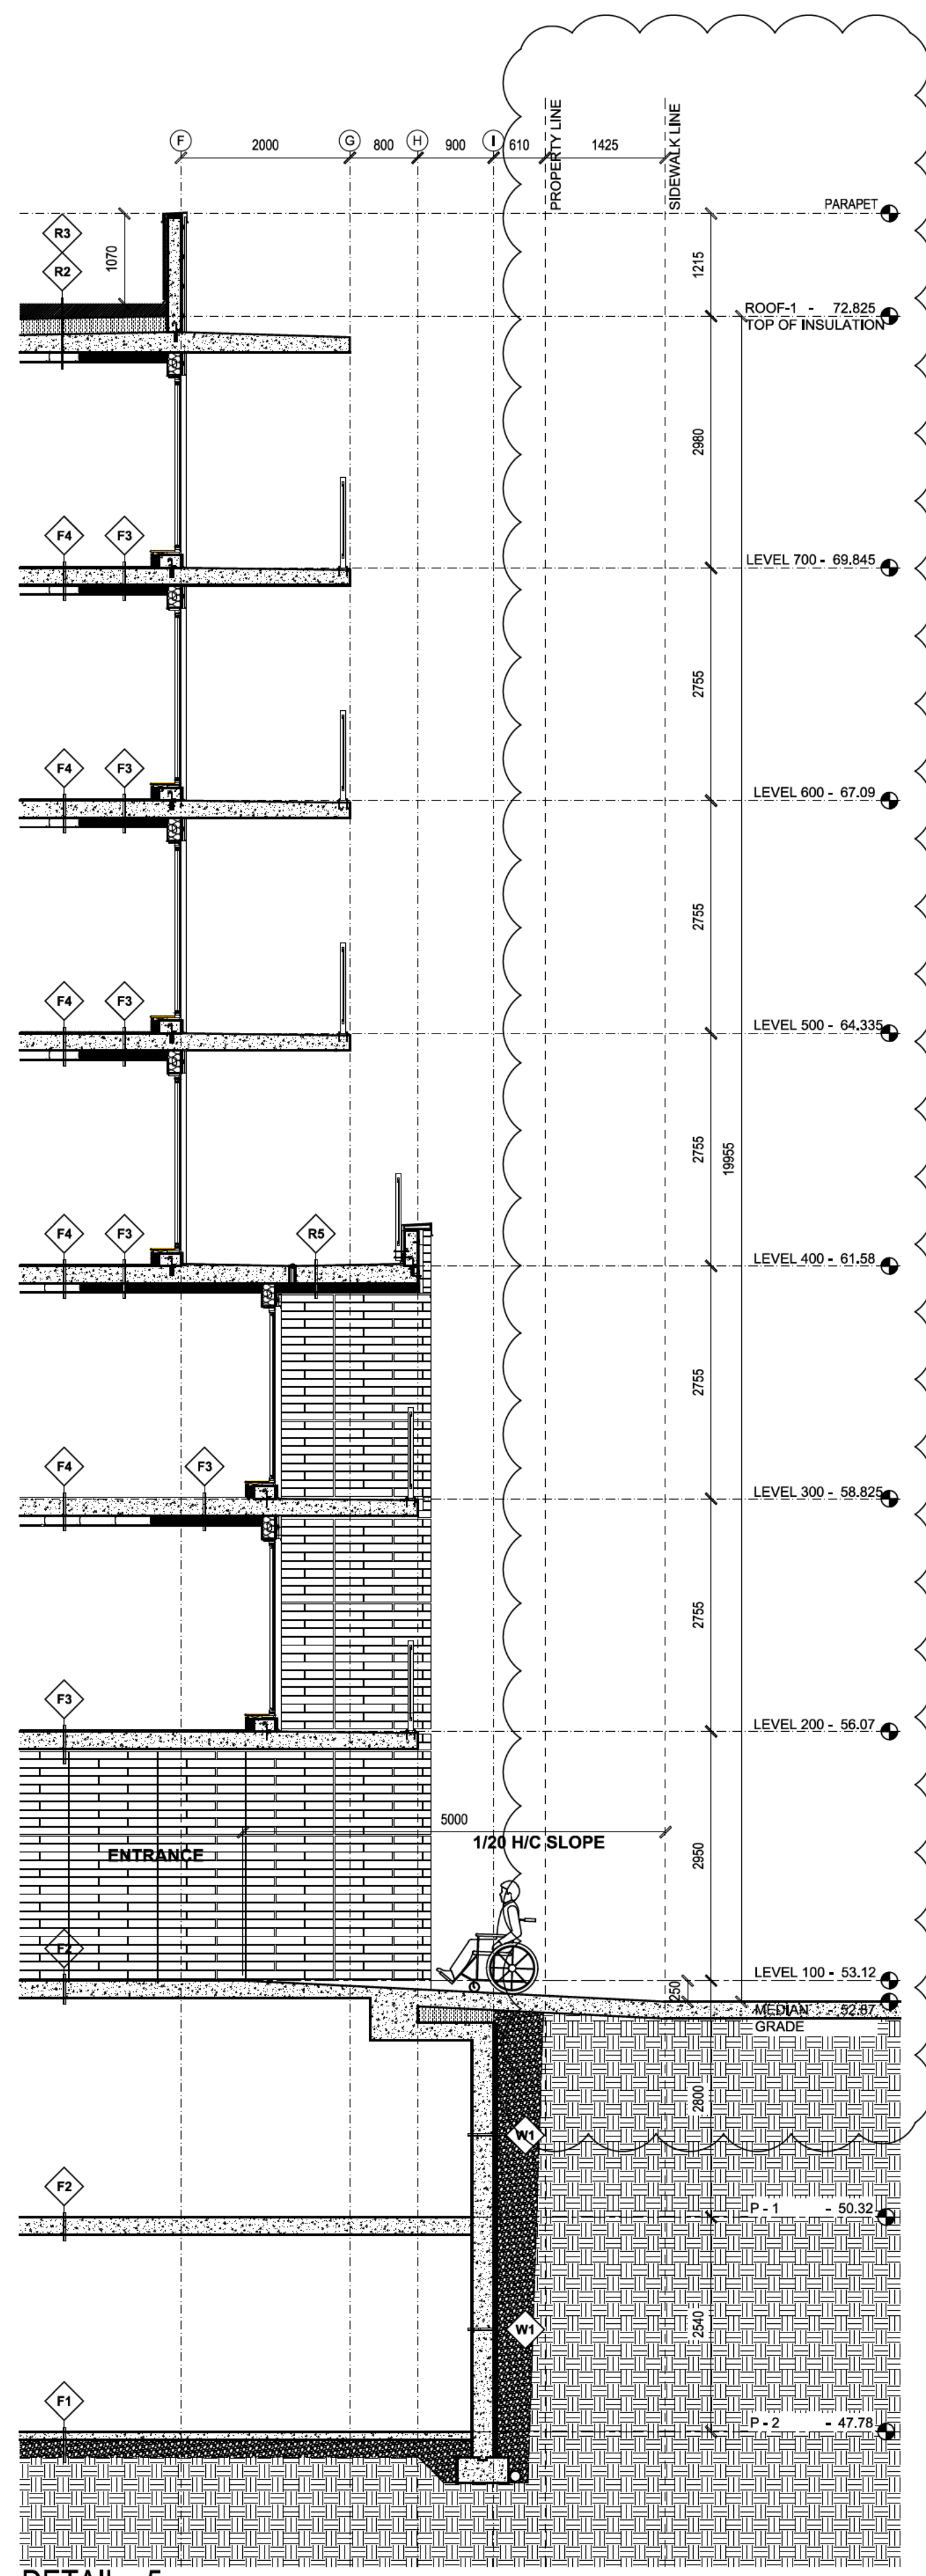 F 2000 G 800 H 900 I 610 PROPERTY LINE 1425 SIDEWALK LINE
PARAPET
R3
R2
1070
1215
ROOF-1 - 72.825
TOP OF INSULATION
2980
F4 F3
LEVEL 700 - 69.845
2755
F4 F3
LEVEL 600 - 67.09
2755
F4 F3
LEVEL 500 - 64.335
2755
19955
F4 F3 R5
LEVEL 400 - 61.58
2755
F4 F3
LEVEL 300 - 58.825
2755
F3
LEVEL 200 - 56.07
5000
1/20 H/C SLOPE
ENTRANCE
2950
F2
LEVEL 100 - 53.12
250
MEDIAN - 52.87
GRADE
2800
W1
F2
P - 1 - 50.32
W1
2540
F1
P - 2 - 47.78
DETAIL 5